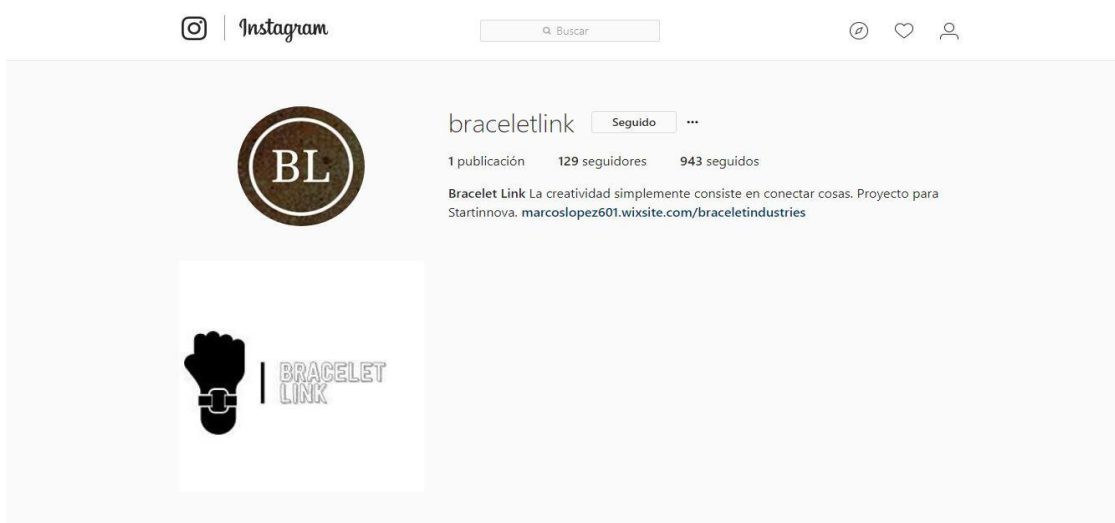 Instagram
Buscar
BL
braceletlink Seguido
1 publicación 129 seguidores 943 seguidos
Bracelet Link La creatividad simplemente consiste en conectar cosas. Proyecto para
Startinnova. marcoslopez601.wixsite.com/braceletindustries
BRACELET
LINK